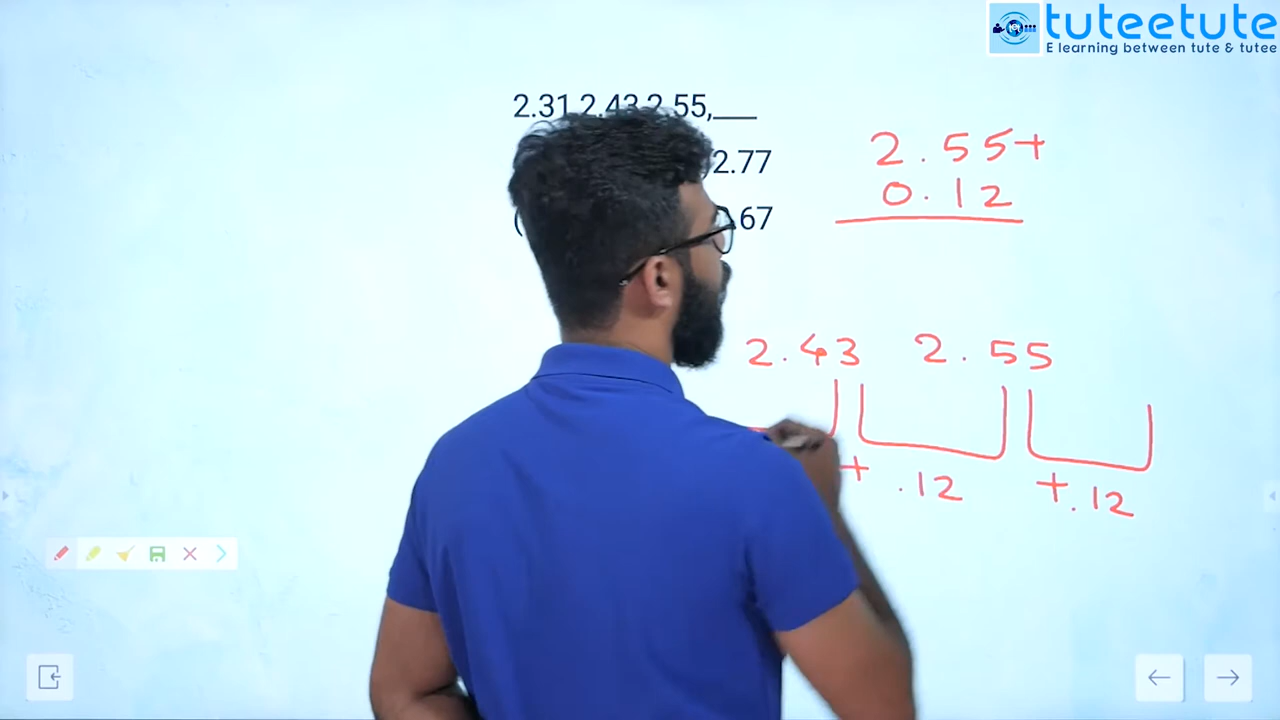 tuteetute
E learning between tute & tutee
2.31,2.43,2.55,___
2.77
.67
2.55+
0.12
2.43 2.55
+ .12 +.12